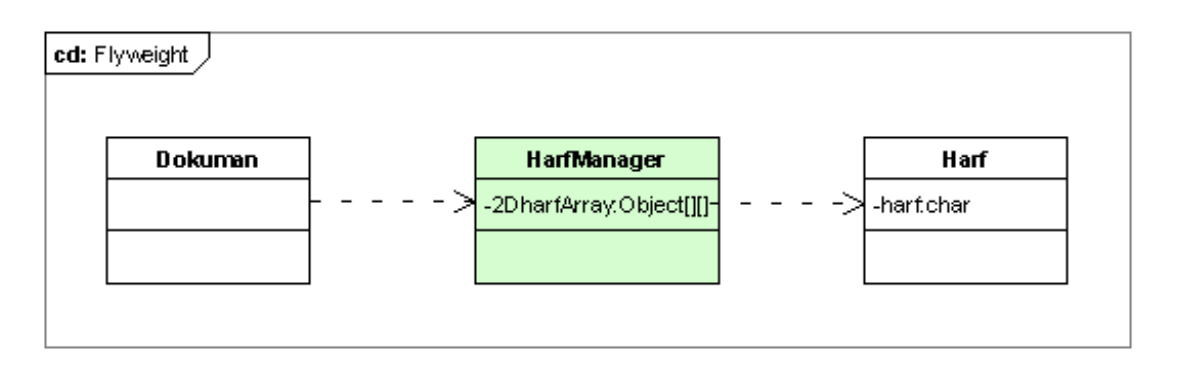 cd: Flyweight
Dokuman
HarfManager
-2DharfArray:Object[][]
Harf
-harf:char